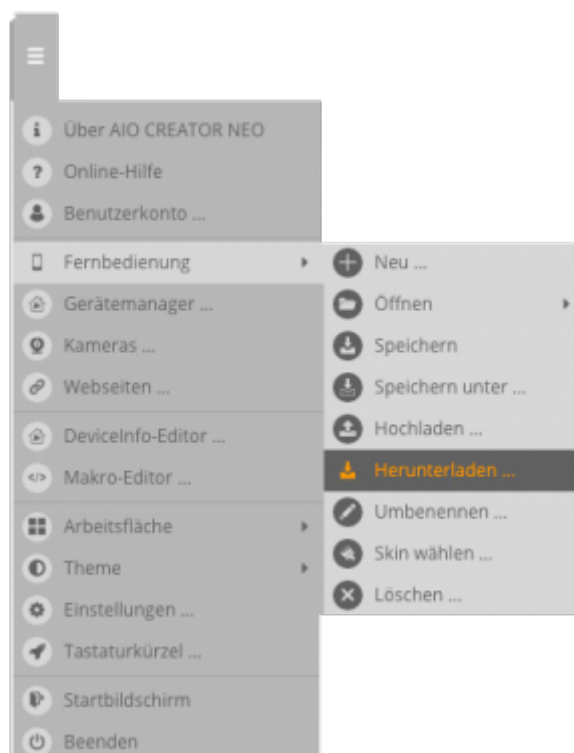 Über AIO CREATOR NEO
Online-Hilfe
Benutzerkonto ...
Fernbedienung
Gerätemanager ...
Kameras ...
Webseiten ...
DeviceInfo-Editor ...
Makro-Editor ...
Arbeitsfläche
Theme
Einstellungen ...
Tastaturkürzel ...
Startbildschirm
Beenden
Neu ...
Öffnen
Speichern
Speichern unter ...
Hochladen ...
Herunterladen ...
Umbenennen ...
Skin wählen ...
Löschen ...